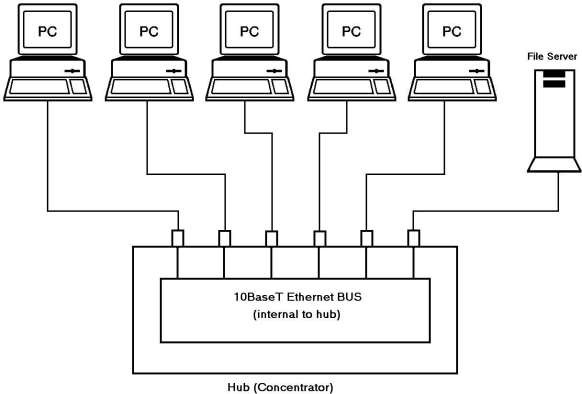 PC
PC
PC
PC
PC
File Server
10BaseT Ethernet BUS
(internal to hub)
Hub (Concentrator)